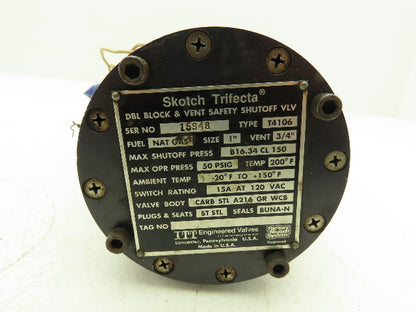 Skotch Trifecta®
DBL BLOCK & VENT SAFETY SHUTOFF VLV
SER NO 15948 TYPE T4106
FUEL NAT GAS SIZE 1" VENT 3/4"
MAX SHUTOFF PRESS B16.34 CL 150
MAX OPR PRESS 50 PSIG TEMP 200°F
AMBIENT TEMP -20°F TO +150°F
SWITCH RATING 15A AT 120 VAC
VALVE BODY CARB STL A216 GR WCB
PLUGS & SEATS ST STL SEALS BUNA-N
TAG NO
ITT Engineered Valves
Lancaster, Pennsylvania U.S.A.
Made in U.S.A.
Approved